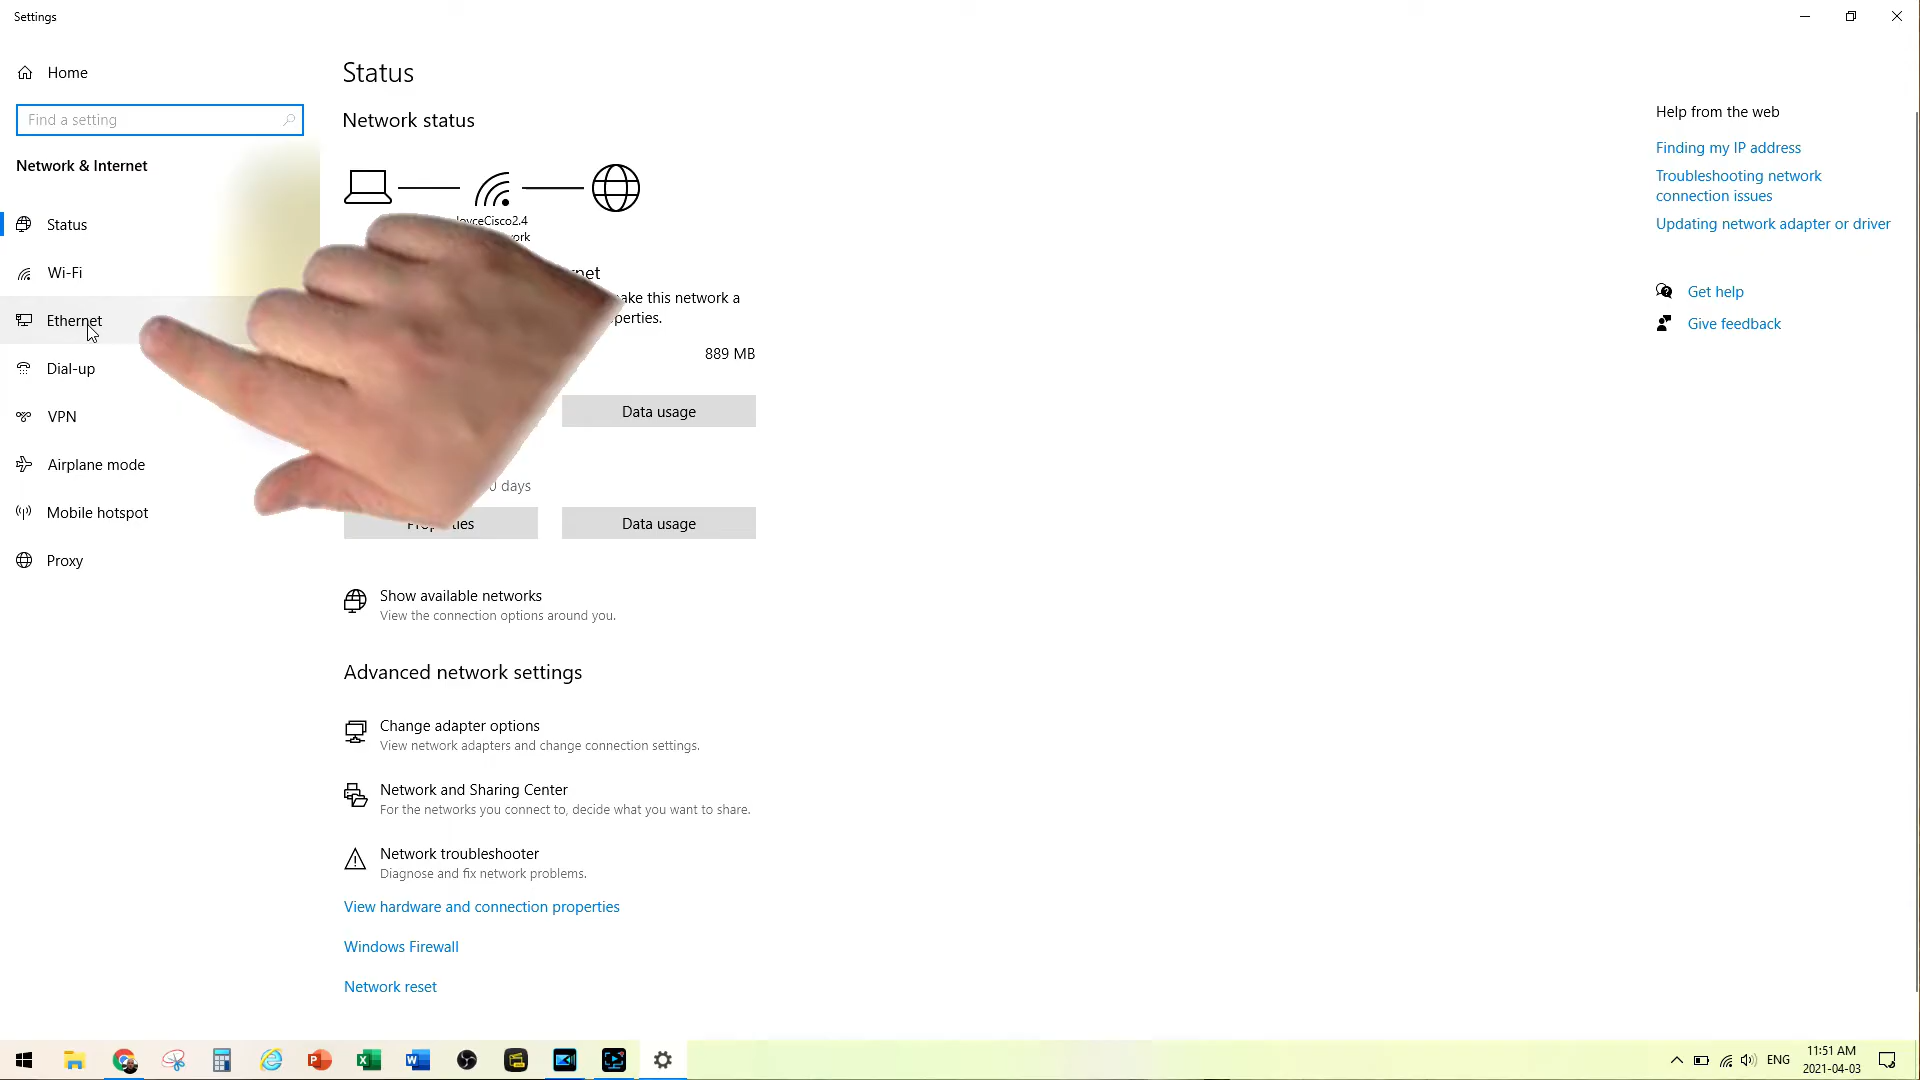 Settings
Home
Find a setting
Network & Internet
Status
Wi-Fi
Ethernet
Dial-up
VPN
Airplane mode
Mobile hotspot
Proxy
Status
Network status
889 MB
Data usage
days
Data usage
Show available networks
View the connection options around you.
Advanced network settings
Change adapter options
View network adapters and change connection settings.
Network and Sharing Center
For the networks you connect to, decide what you want to share.
Network troubleshooter
Diagnose and fix network problems.
View hardware and connection properties
Windows Firewall
Network reset
Help from the web
Finding my IP address
Troubleshooting network
connection issues
Updating network adapter or driver
Get help
Give feedback
this network a
ENG
11:51 AM
2021-04-03